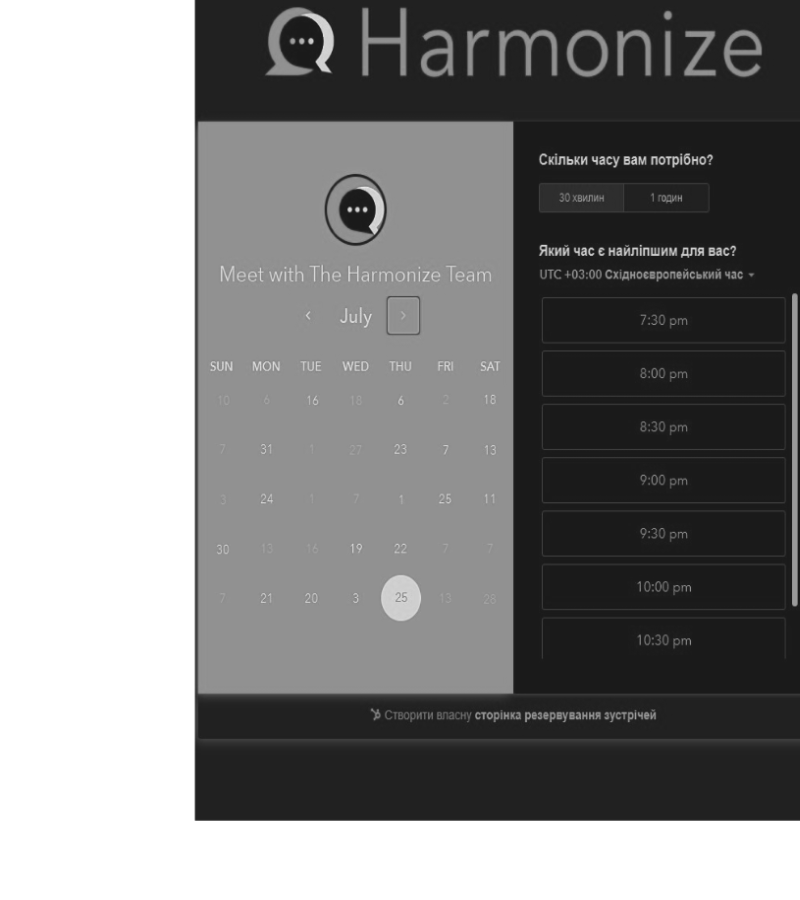 Harmonize
Meet with The Harmonize Team
July
SUN MON TUE WED THU FRI SAT
10 6 16 18 6 2 18
7 31 1 27 23 7 13
3 24 1 7 1 25 11
30 13 16 19 22 7 7
7 21 20 3 25 13 28
Скільки часу вам потрібно?
30 хвилин 1 годин
Який час є найліпшим для вас?
UTC +03:00 Східноєвропейський час
7:30 pm
8:00 pm
8:30 pm
9:00 pm
9:30 pm
10:00 pm
10:30 pm
Створити власну сторінка резервування зустрічей